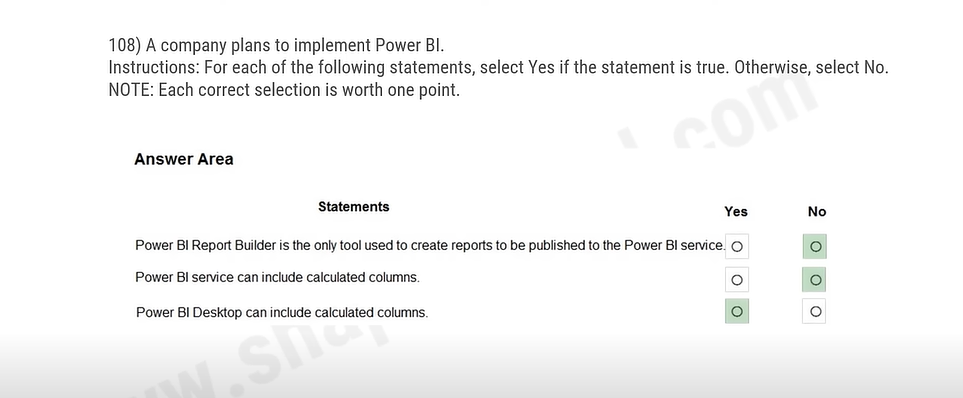 108) A company plans to implement Power BI.
Instructions: For each of the following statements, select Yes if the statement is true. Otherwise, select No.
NOTE: Each correct selection is worth one point.
.com
Answer Area
Statements
Yes No
Power BI Report Builder is the only tool used to create reports to be published to the Power BI service.
Power BI service can include calculated columns.
Power BI Desktop can include calculated columns.